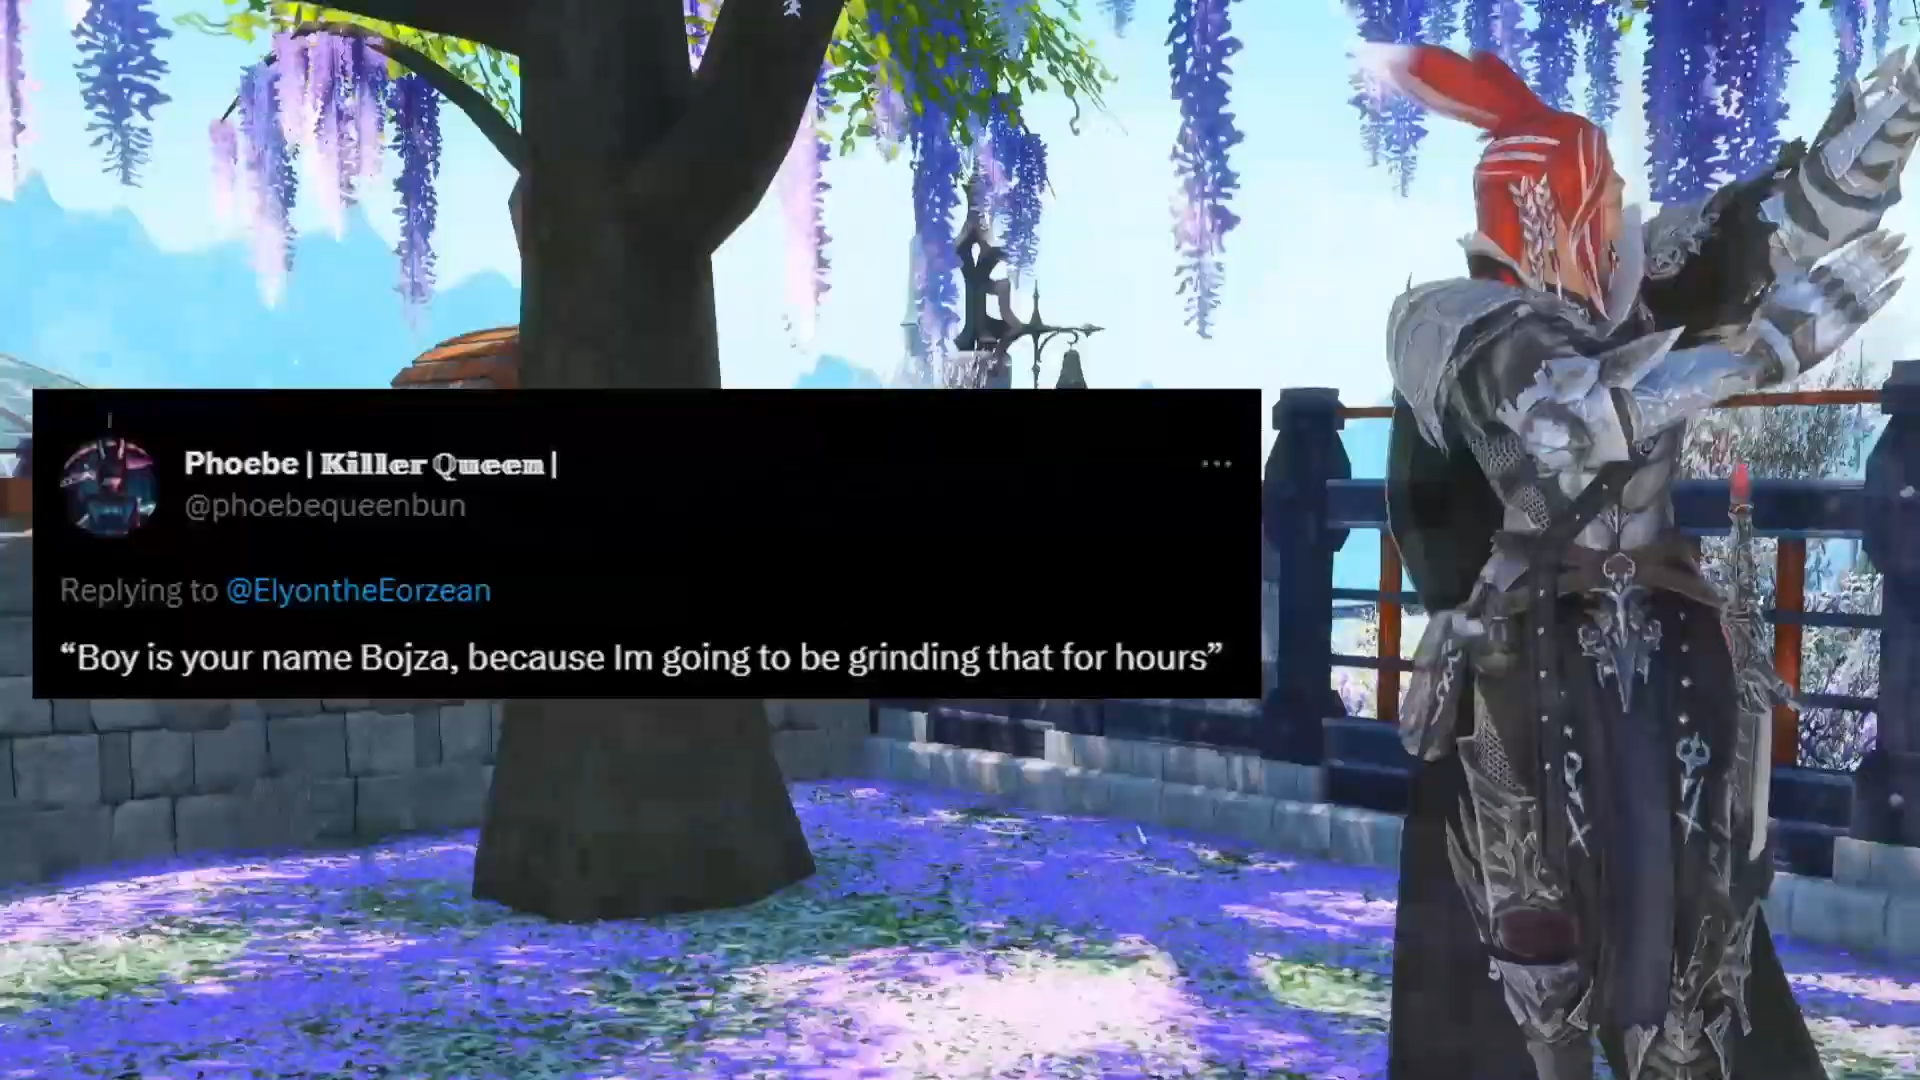 Phoebe | 𝕂𝕚𝕝𝕝𝕖𝕣 ℚ𝕦𝕖𝕖𝕟 |
@phoebequeenbun
Replying to @ElyontheEorzean
“Boy is your name Bojza, because Im going to be grinding that for hours”